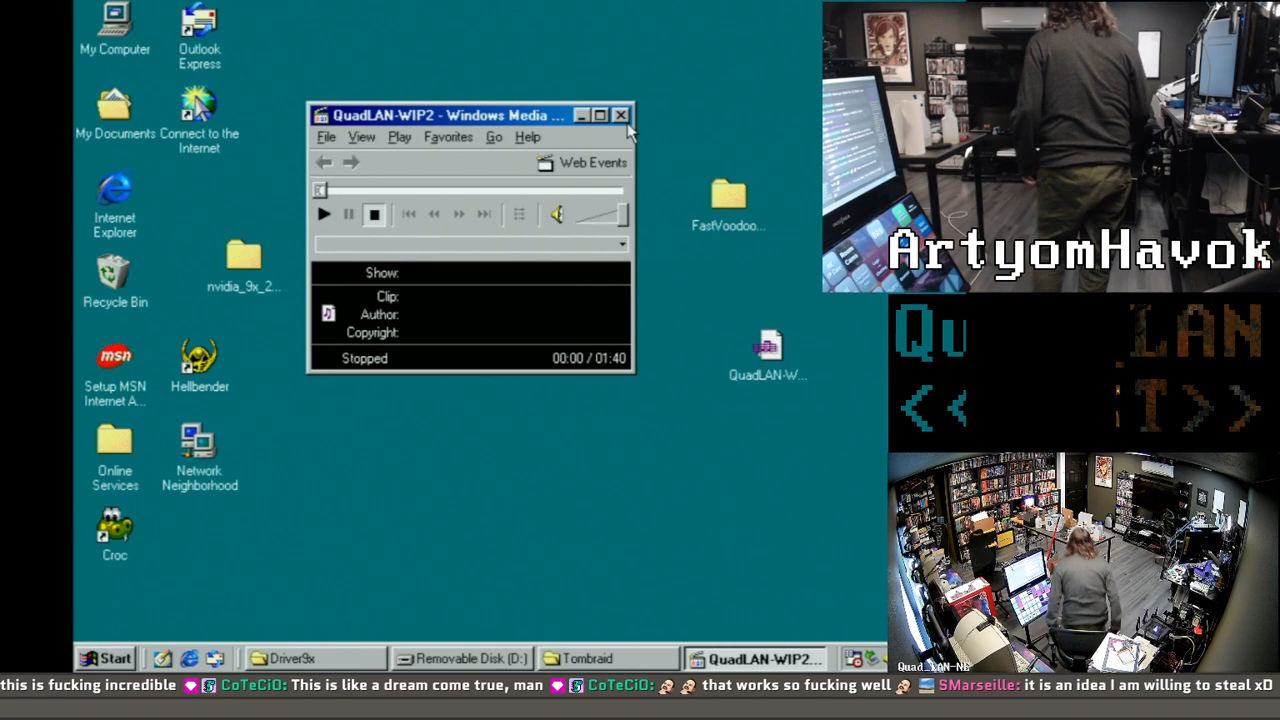 My Computer
Outlook
Express
My Documents
Connect to the
Internet
Internet
Explorer
nvidia_9x_2...
Recycle Bin
msn
Setup MSN
Internet A...
Hellbender
Online
Services
Network
Neighborhood
Croc
QuadLAN-WIP2 - Windows Media ...
File View Play Favorites Go Help
Web Events
Show:
Clip:
Author:
Copyright:
Stopped 00:00 / 01:40
FastVoodoo...
QuadLAN-W...
ArtyomHavok
Qu LAN
<< T>>
Quad_LAN-NE
Start Driver9x Removable Disk (D:) Tombraid QuadLAN-WIP2...
this is fucking incredible CoTeCiO: This is like a dream come true, man CoTeCiO: that works so fucking well SMarseille: it is an idea I am willing to steal xD